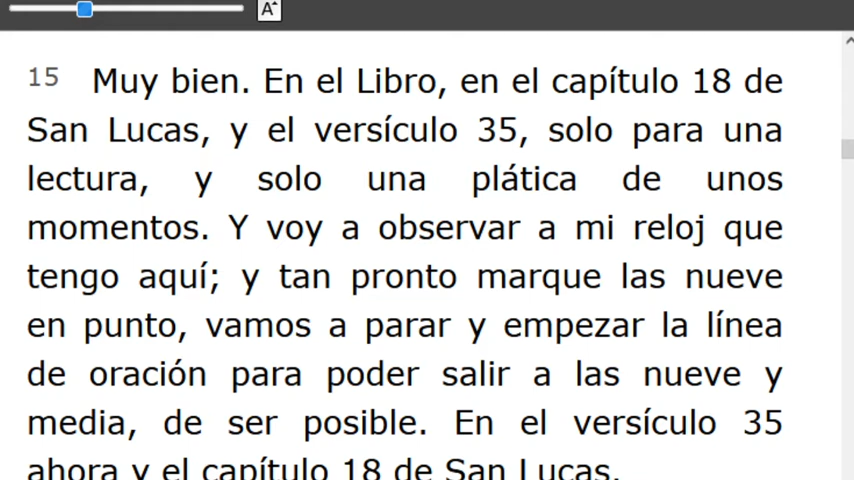 A
15 Muy bien. En el Libro, en el capítulo 18 de
San Lucas, y el versículo 35, solo para una
lectura, y solo una plática de unos
momentos. Y voy a observar a mi reloj que
tengo aquí; y tan pronto marque las nueve
en punto, vamos a parar y empezar la línea
de oración para poder salir a las nueve y
media, de ser posible. En el versículo 35
ahora y el capítulo 18 de San Lucas.